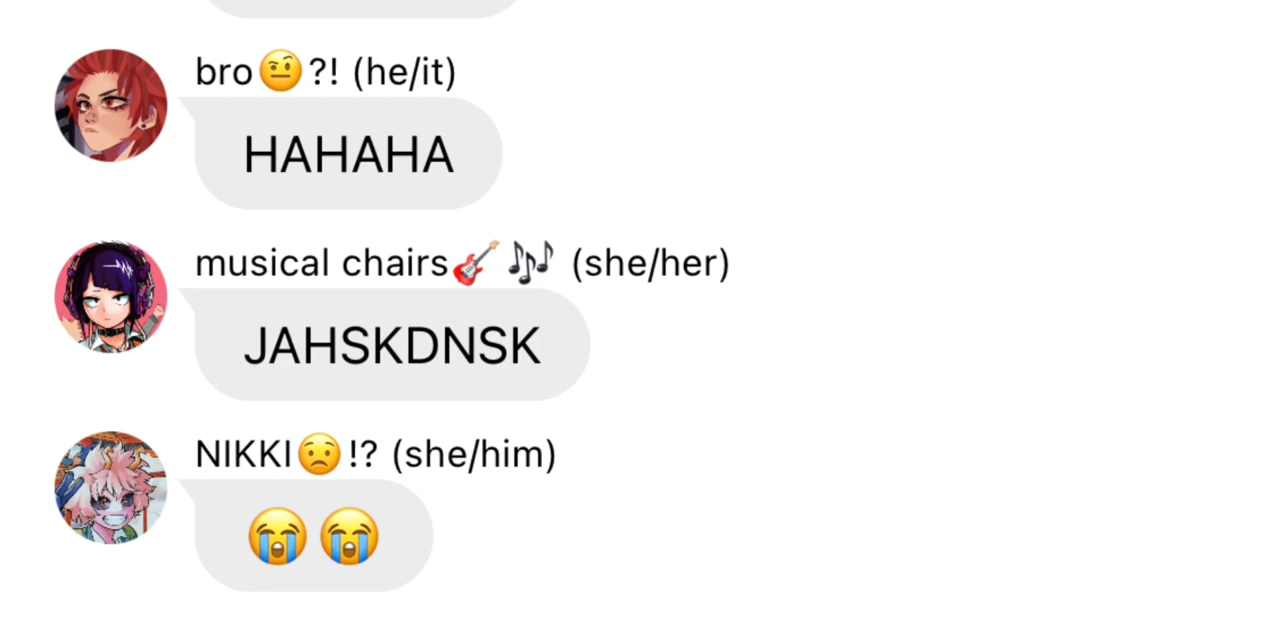 bro🤨?! (he/it)
HAHAHA
musical chairs🎸🎶 (she/her)
JAHSKDNSK
NIKKI😟!? (she/him)
😭😭